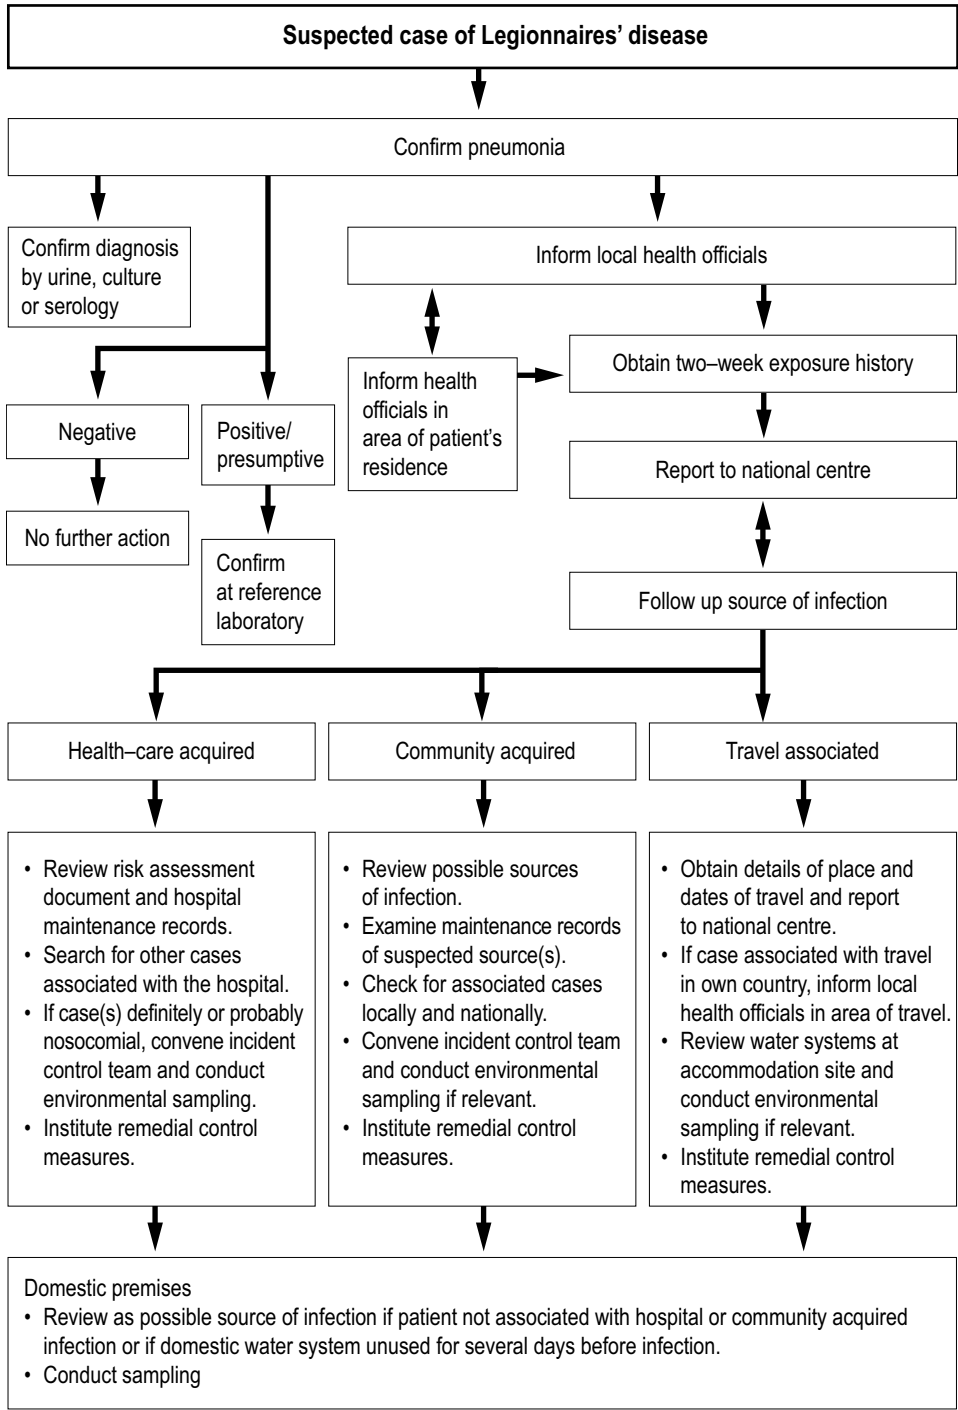 Suspected case of Legionnaires’ disease
Confirm pneumonia
Confirm diagnosis
by urine, culture
or serology
Inform local health officials
Inform health
officials in
area of patient’s
residence
Obtain two–week exposure history
Negative
Positive/
presumptive
Report to national centre
No further action
Confirm
at reference
laboratory
Follow up source of infection
Health–care acquired
Community acquired
Travel associated
• Review risk assessment
document and hospital
maintenance records.
• Search for other cases
associated with the hospital.
• If case(s) definitely or probably
nosocomial, convene incident
control team and conduct
environmental sampling.
• Institute remedial control
measures.
• Review possible sources
of infection.
• Examine maintenance records
of suspected source(s).
• Check for associated cases
locally and nationally.
• Convene incident control team
and conduct environmental
sampling if relevant.
• Institute remedial control
measures.
• Obtain details of place and
dates of travel and report
to national centre.
• If case associated with travel
in own country, inform local
health officials in area of travel.
• Review water systems at
accommodation site and
conduct environmental
sampling if relevant.
• Institute remedial control
measures.
Domestic premises
• Review as possible source of infection if patient not associated with hospital or community acquired
infection or if domestic water system unused for several days before infection.
• Conduct sampling